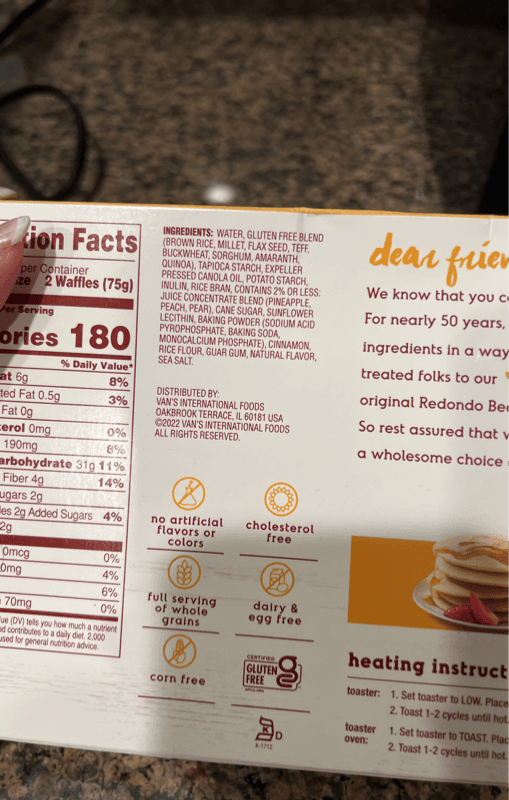 tion Facts
per Container
ze 2 Waffles (75g)
Per Serving
ories 180
% Daily Value*
at 6g 8%
ted Fat 0.5g 3%
Fat 0g
erol 0mg 0%
190mg 8%
arbohydrate 31g 11%
Fiber 4g 14%
ugars 2g
des 2g Added Sugars 4%
2g
0mcg 0%
0mg 4%
6%
70mg 0%
ue (DV) tells you how much a nutrient
od contributes to a daily diet. 2,000
used for general nutrition advice.
INGREDIENTS: WATER, GLUTEN FREE BLEND
(BROWN RICE, MILLET, FLAX SEED, TEFF,
BUCKWHEAT, SORGHUM, AMARANTH,
QUINOA), TAPIOCA STARCH, EXPELLER
PRESSED CANOLA OIL, POTATO STARCH,
INULIN, RICE BRAN, CONTAINS 2% OR LESS:
JUICE CONCENTRATE BLEND (PINEAPPLE,
PEACH, PEAR), CANE SUGAR, SUNFLOWER
LECITHIN, BAKING POWDER (SODIUM ACID
PYROPHOSPHATE, BAKING SODA,
MONOCALCIUM PHOSPHATE), CINNAMON,
RICE FLOUR, GUAR GUM, NATURAL FLAVOR,
SEA SALT.
DISTRIBUTED BY:
VAN'S INTERNATIONAL FOODS
OAKBROOK TERRACE, IL 60181 USA
©2022 VAN'S INTERNATIONAL FOODS
ALL RIGHTS RESERVED.
no artificial
flavors or
colors
cholesterol
free
full serving
of whole
grains
dairy &
egg free
corn free
CERTIFIED
GLUTEN
FREE
GFCO.ORG
D
K-1712
dear frien
We know that you c
For nearly 50 years,
ingredients in a way
treated folks to our
original Redondo Bea
So rest assured that w
a wholesome choice
heating instruct
toaster: 1. Set toaster to LOW. Place
2. Toast 1-2 cycles until hot.
toaster
oven: 1. Set toaster to TOAST. Plac
2. Toast 1-2 cycles until hot.